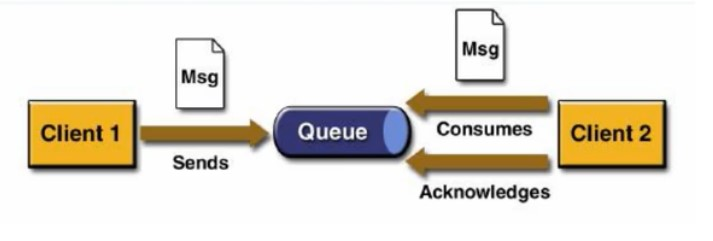 Msg
Msg
Client 1
Sends
Queue
Consumes
Acknowledges
Client 2